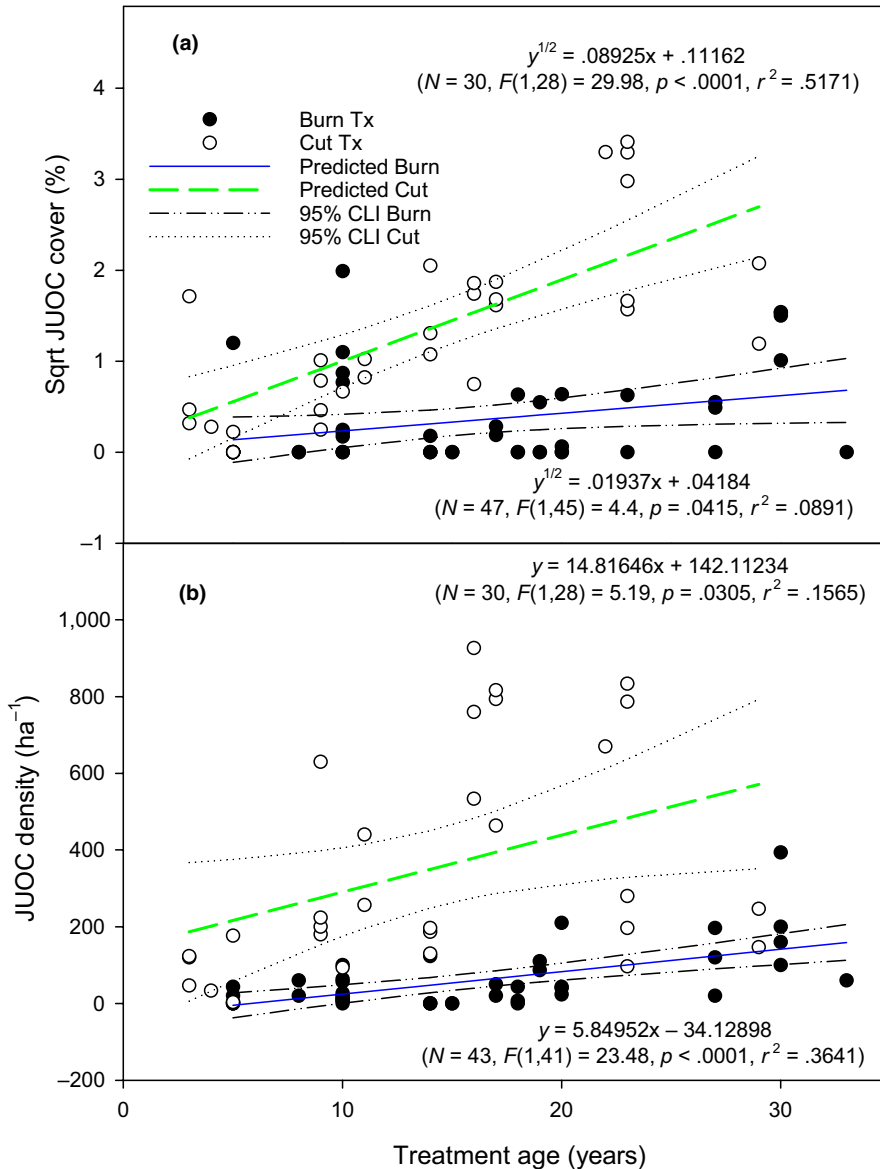 (a)
y1/2 = .08925x + .11162
(N = 30, F(1,28) = 29.98, p < .0001, r2 = .5171)
Burn Tx
Cut Tx
Predicted Burn
Predicted Cut
95% CLI Burn
95% CLI Cut
4
3
2
1
0
–1
Sqrt JUOC cover (%)
y1/2 = .01937x + .04184
(N = 47, F(1,45) = 4.4, p = .0415, r2 = .0891)
(b)
y = 14.81646x + 142.11234
(N = 30, F(1,28) = 5.19, p = .0305, r2 = .1565)
1,000
800
600
400
200
0
–200
JUOC density (ha−1)
y = 5.84952x – 34.12898
(N = 43, F(1,41) = 23.48, p < .0001, r2 = .3641)
0 10 20 30
Treatment age (years)